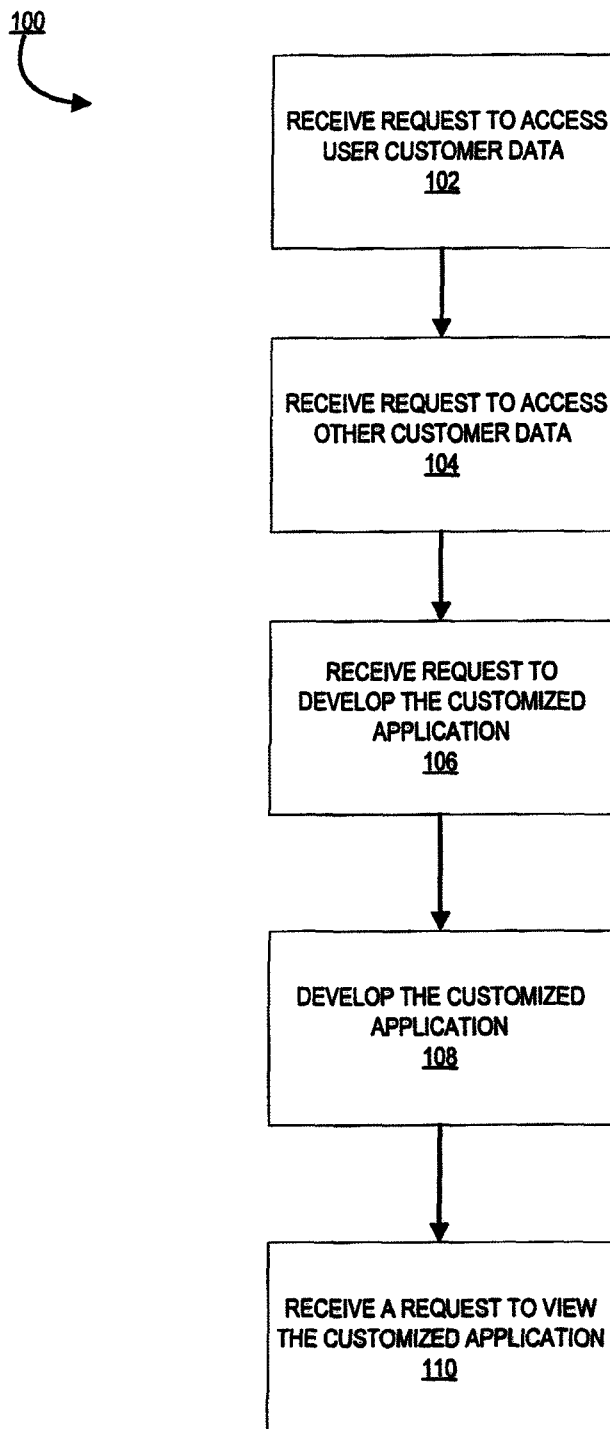 100
RECEIVE REQUEST TO ACCESS
USER CUSTOMER DATA
102
RECEIVE REQUEST TO ACCESS
OTHER CUSTOMER DATA
104
RECEIVE REQUEST TO
DEVELOP THE CUSTOMIZED
APPLICATION
106
DEVELOP THE CUSTOMIZED
APPLICATION
108
RECEIVE A REQUEST TO VIEW
THE CUSTOMIZED APPLICATION
110